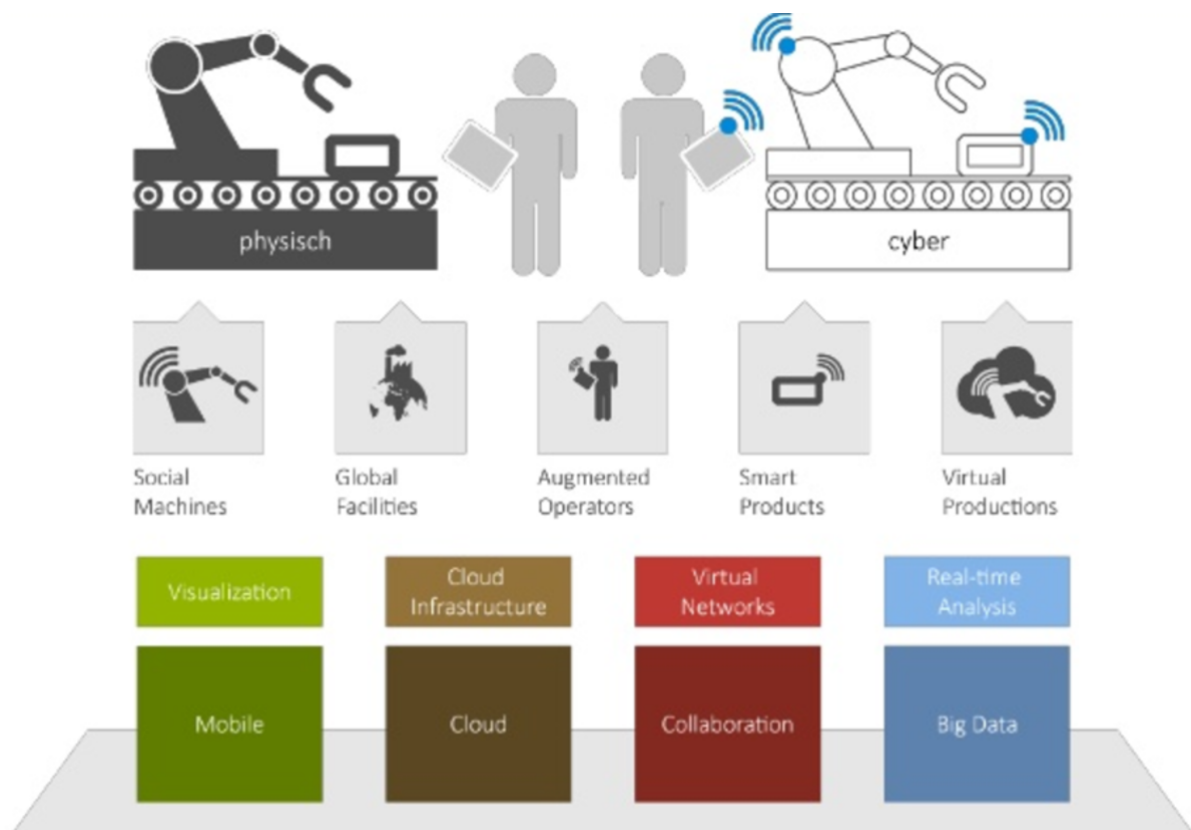 physisch
cyber
Social
Machines
Global
Facilities
Augmented
Operators
Smart
Products
Virtual
Productions
Visualization
Cloud
Infrastructure
Virtual
Networks
Real-time
Analysis
Mobile
Cloud
Collaboration
Big Data